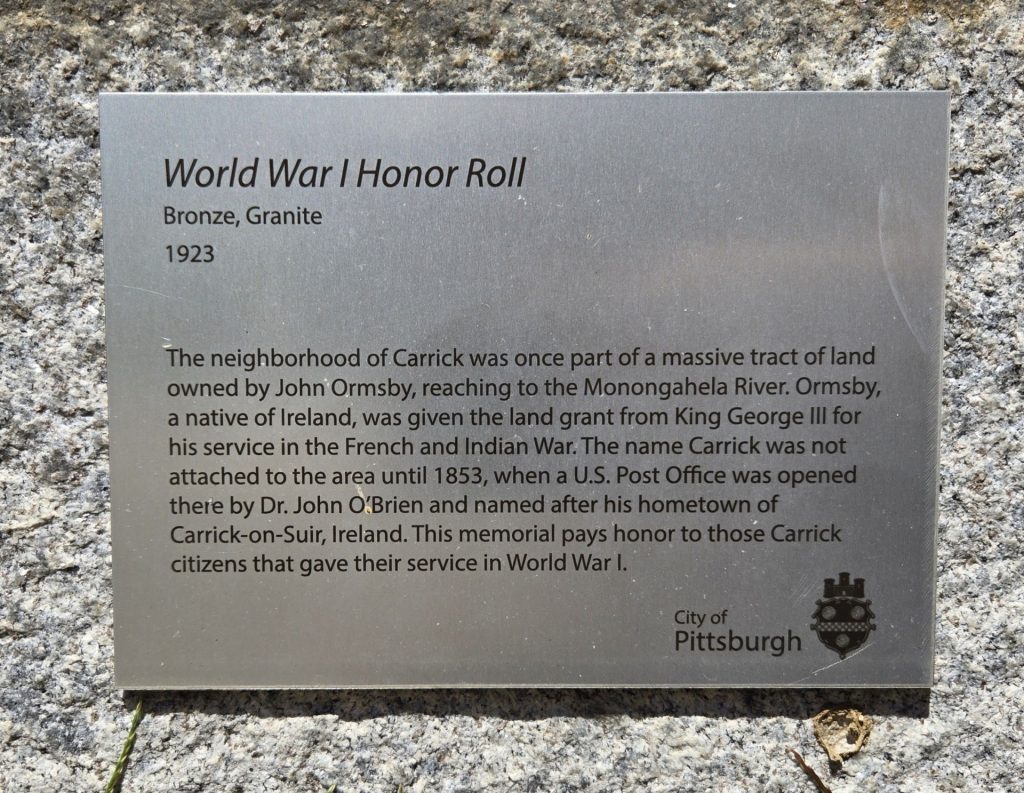 World War I Honor Roll
Bronze, Granite
1923
The neighborhood of Carrick was once part of a massive tract of land
owned by John Ormsby, reaching to the Monongahela River. Ormsby,
a native of Ireland, was given the land grant from King George III for
his service in the French and Indian War. The name Carrick was not
attached to the area until 1853, when a U.S. Post Office was opened
there by Dr. John O'Brien and named after his hometown of
Carrick-on-Suir, Ireland. This memorial pays honor to those Carrick
citizens that gave their service in World War I.
City of
Pittsburgh